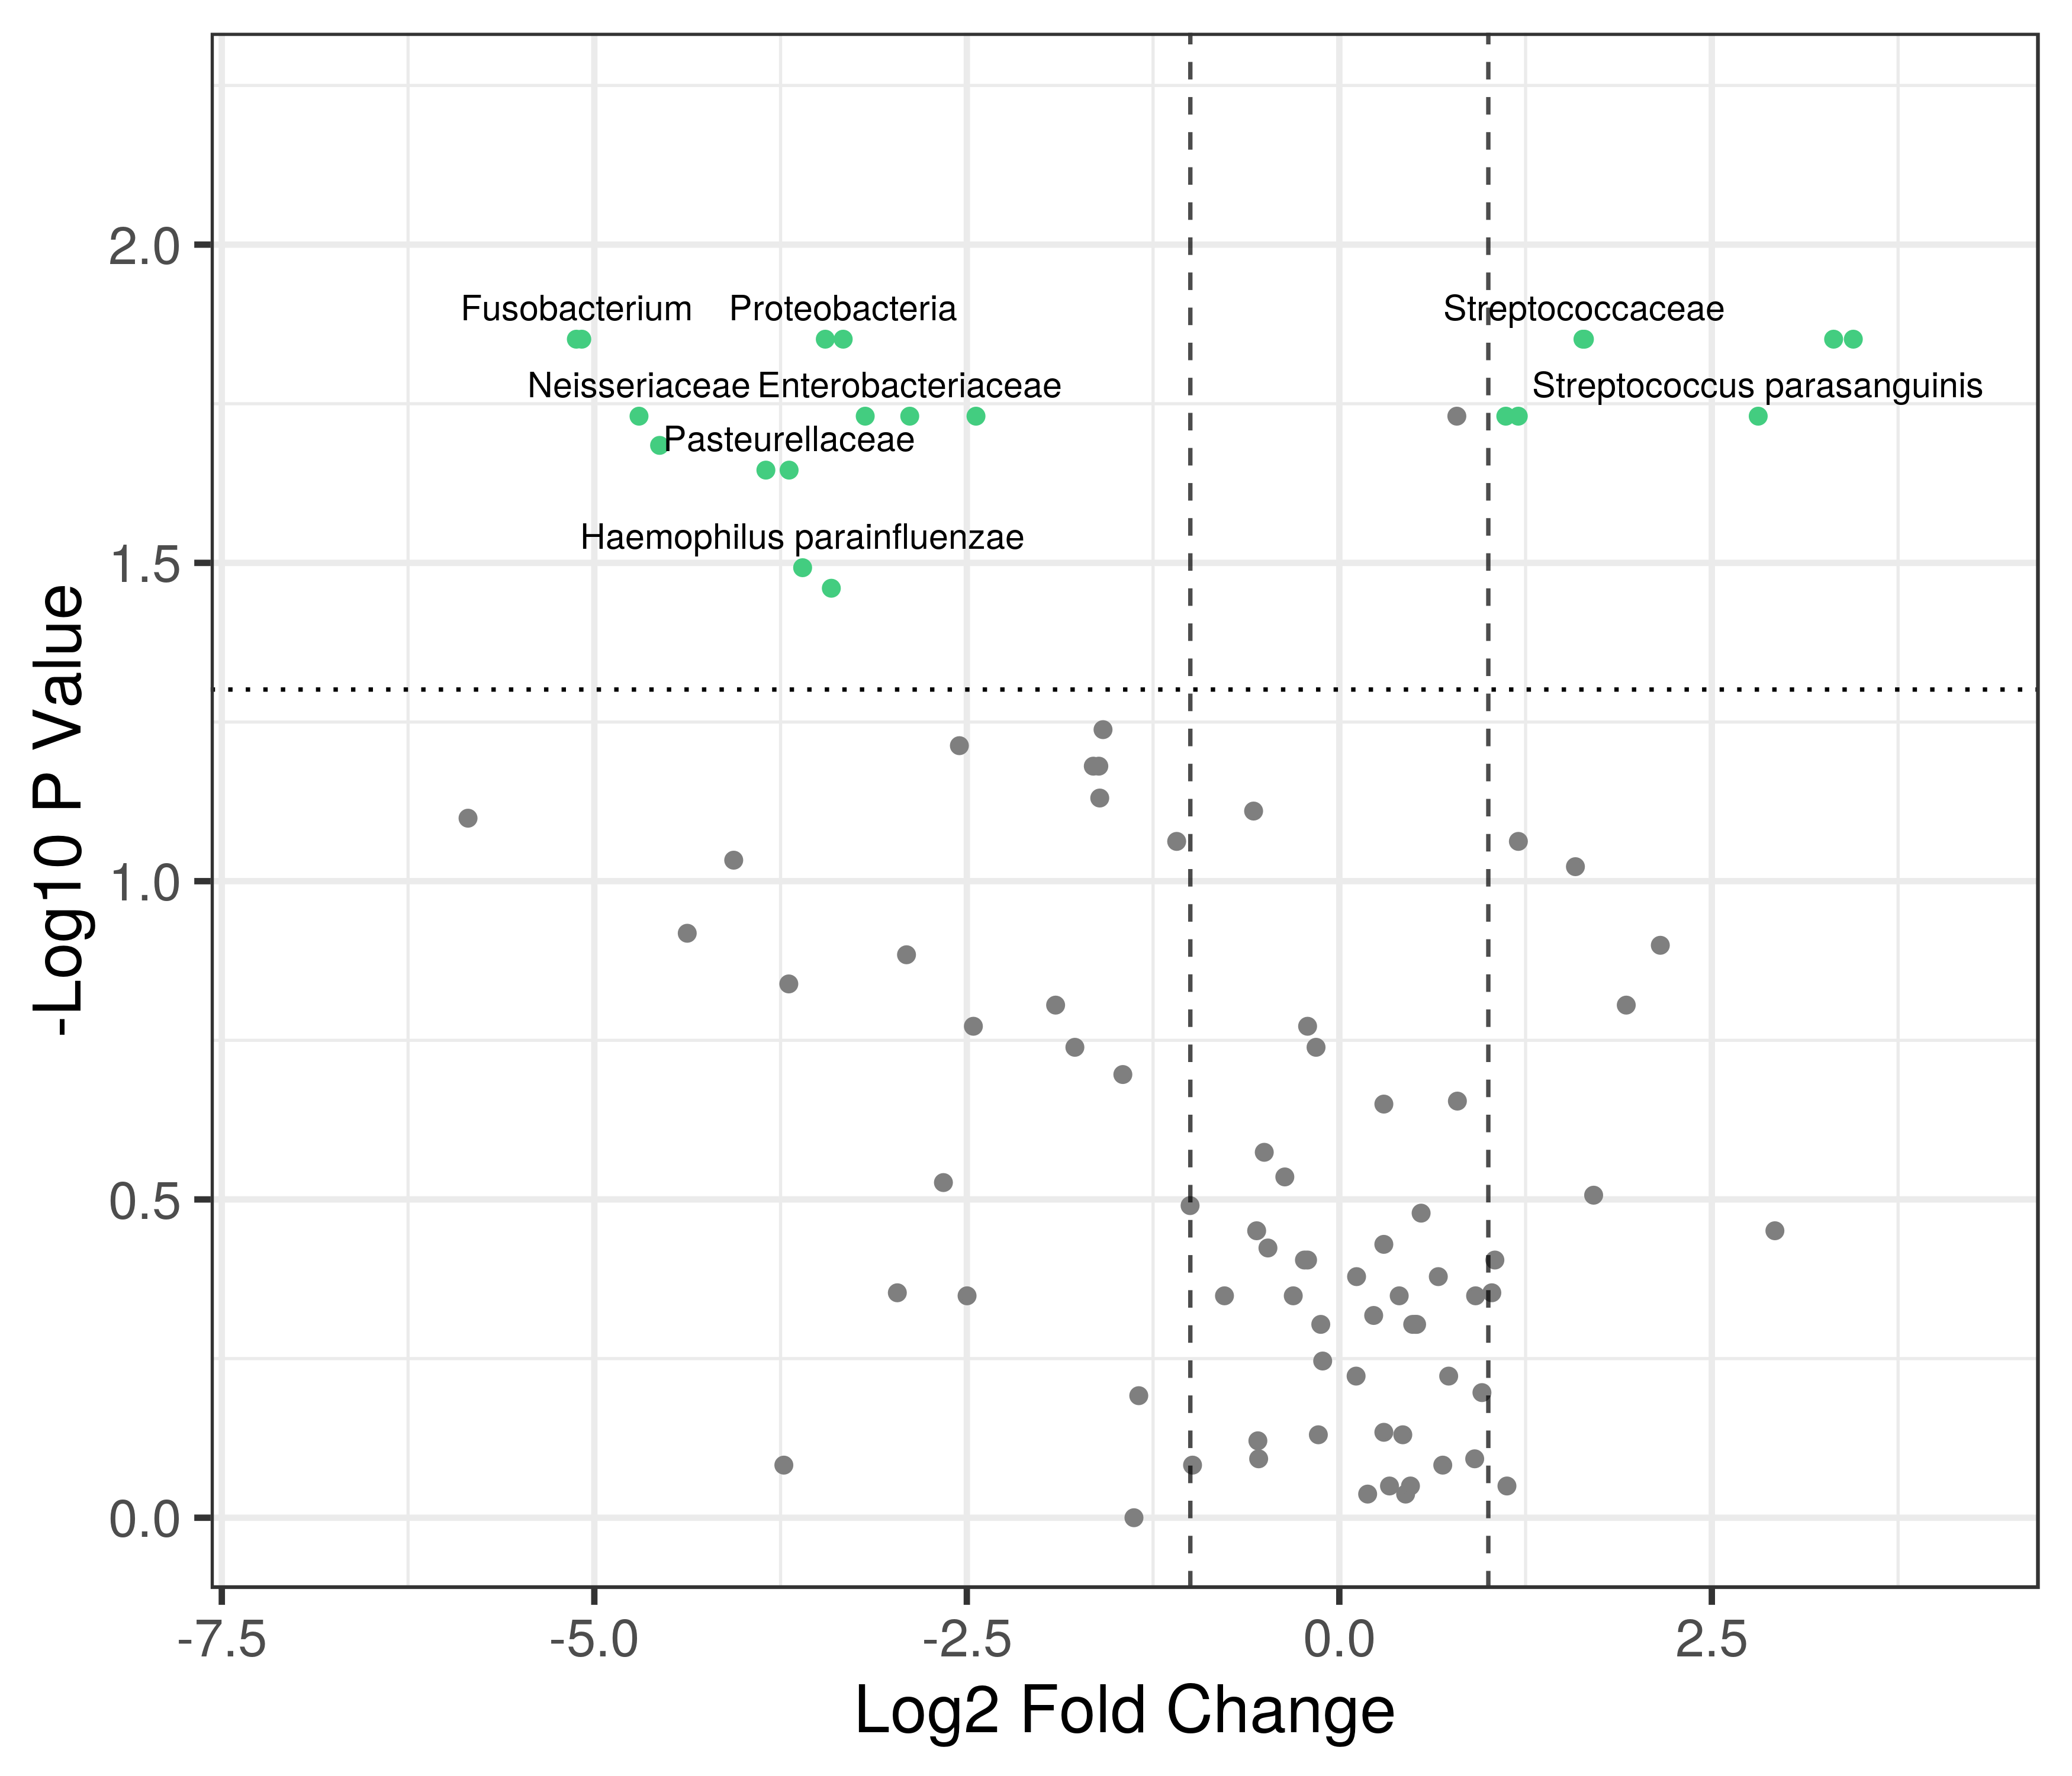 2.0
Fusobacterium Proteobacteria Streptococcaceae
Neisseriaceae Enterobacteriaceae Streptococcus parasanguinis
Pasteurellaceae
Haemophilus parainfluenzae
1.5
1.0
0.5
0.0
-Log10 P Value
-7.5 -5.0 -2.5 0.0 2.5
Log2 Fold Change